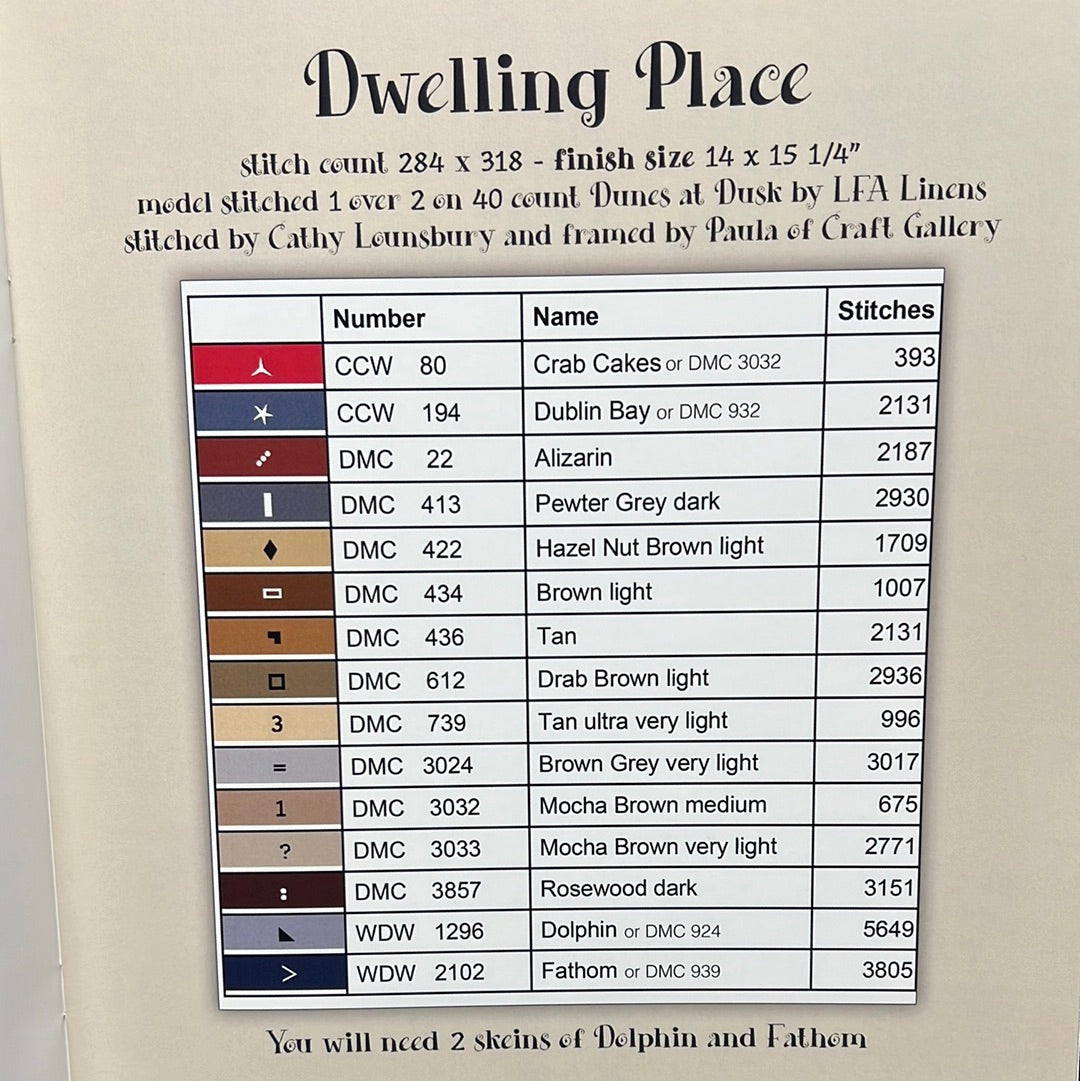 Dwelling Place
stitch count 284 x 318 - finish size 14 x 15 1/4"
model stitched 1 over 2 on 40 count Dunes at Dusk by LFA Linens
stitched by Cathy Lounsbury and framed by Paula of Craft Gallery
Number Name Stitches
CCW 80 Crab Cakes or DMC 3032 393
CCW 194 Dublin Bay or DMC 932 2131
DMC 22 Alizarin 2187
DMC 413 Pewter Grey dark 2930
DMC 422 Hazel Nut Brown light 1709
DMC 434 Brown light 1007
DMC 436 Tan 2131
DMC 612 Drab Brown light 2936
3 DMC 739 Tan ultra very light 996
= DMC 3024 Brown Grey very light 3017
1 DMC 3032 Mocha Brown medium 675
? DMC 3033 Mocha Brown very light 2771
: DMC 3857 Rosewood dark 3151
WDW 1296 Dolphin or DMC 924 5649
> WDW 2102 Fathom or DMC 939 3805
You will need 2 skeins of Dolphin and Fathom